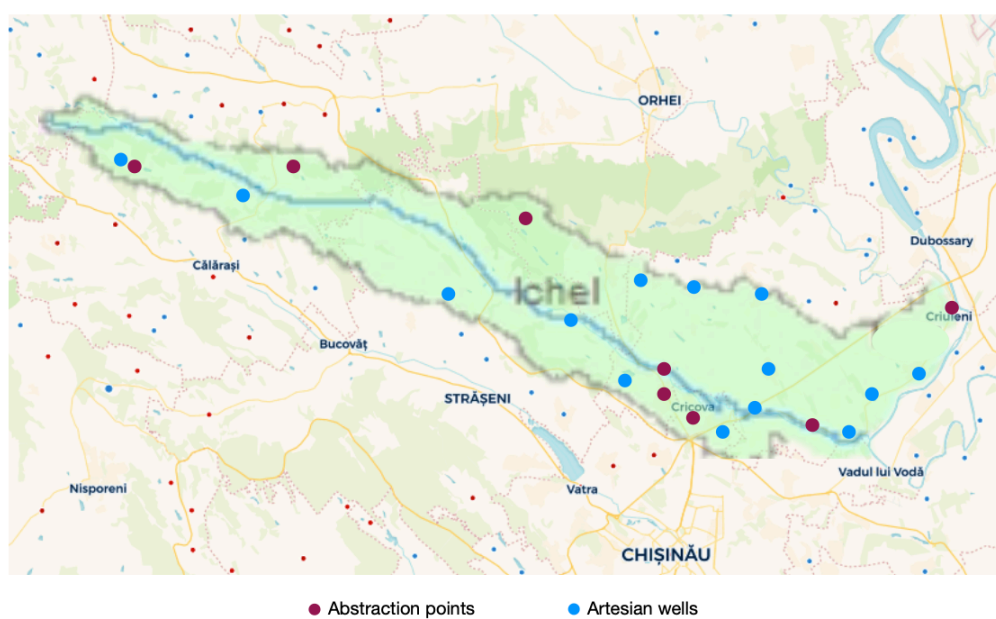 ORHEI
Dubossary
Călărași
Ichel
Criuleni
Bucovăț
STRĂȘENI
Cricova
Vadul lui Vodă
Nisporeni
Vatra
CHIȘINĂU
Abstraction points
Artesian wells